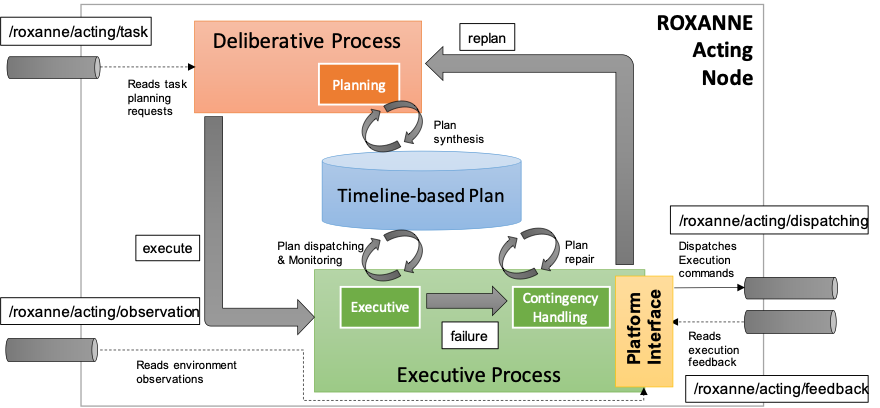 /roxanne/acting/task
Deliberative Process
replan
ROXANNE
Acting
Node
Reads task
planning
requests
Planning
Plan
synthesis
Timeline-based Plan
/roxanne/acting/dispatching
execute
Plan dispatching
& Monitoring
Plan
repair
Dispatches
Execution
commands
/roxanne/acting/observation
Executive
failure
Contingency
Handling
Platform
Interface
Reads
execution
feedback
Reads environment
observations
Executive Process
/roxanne/acting/feedback